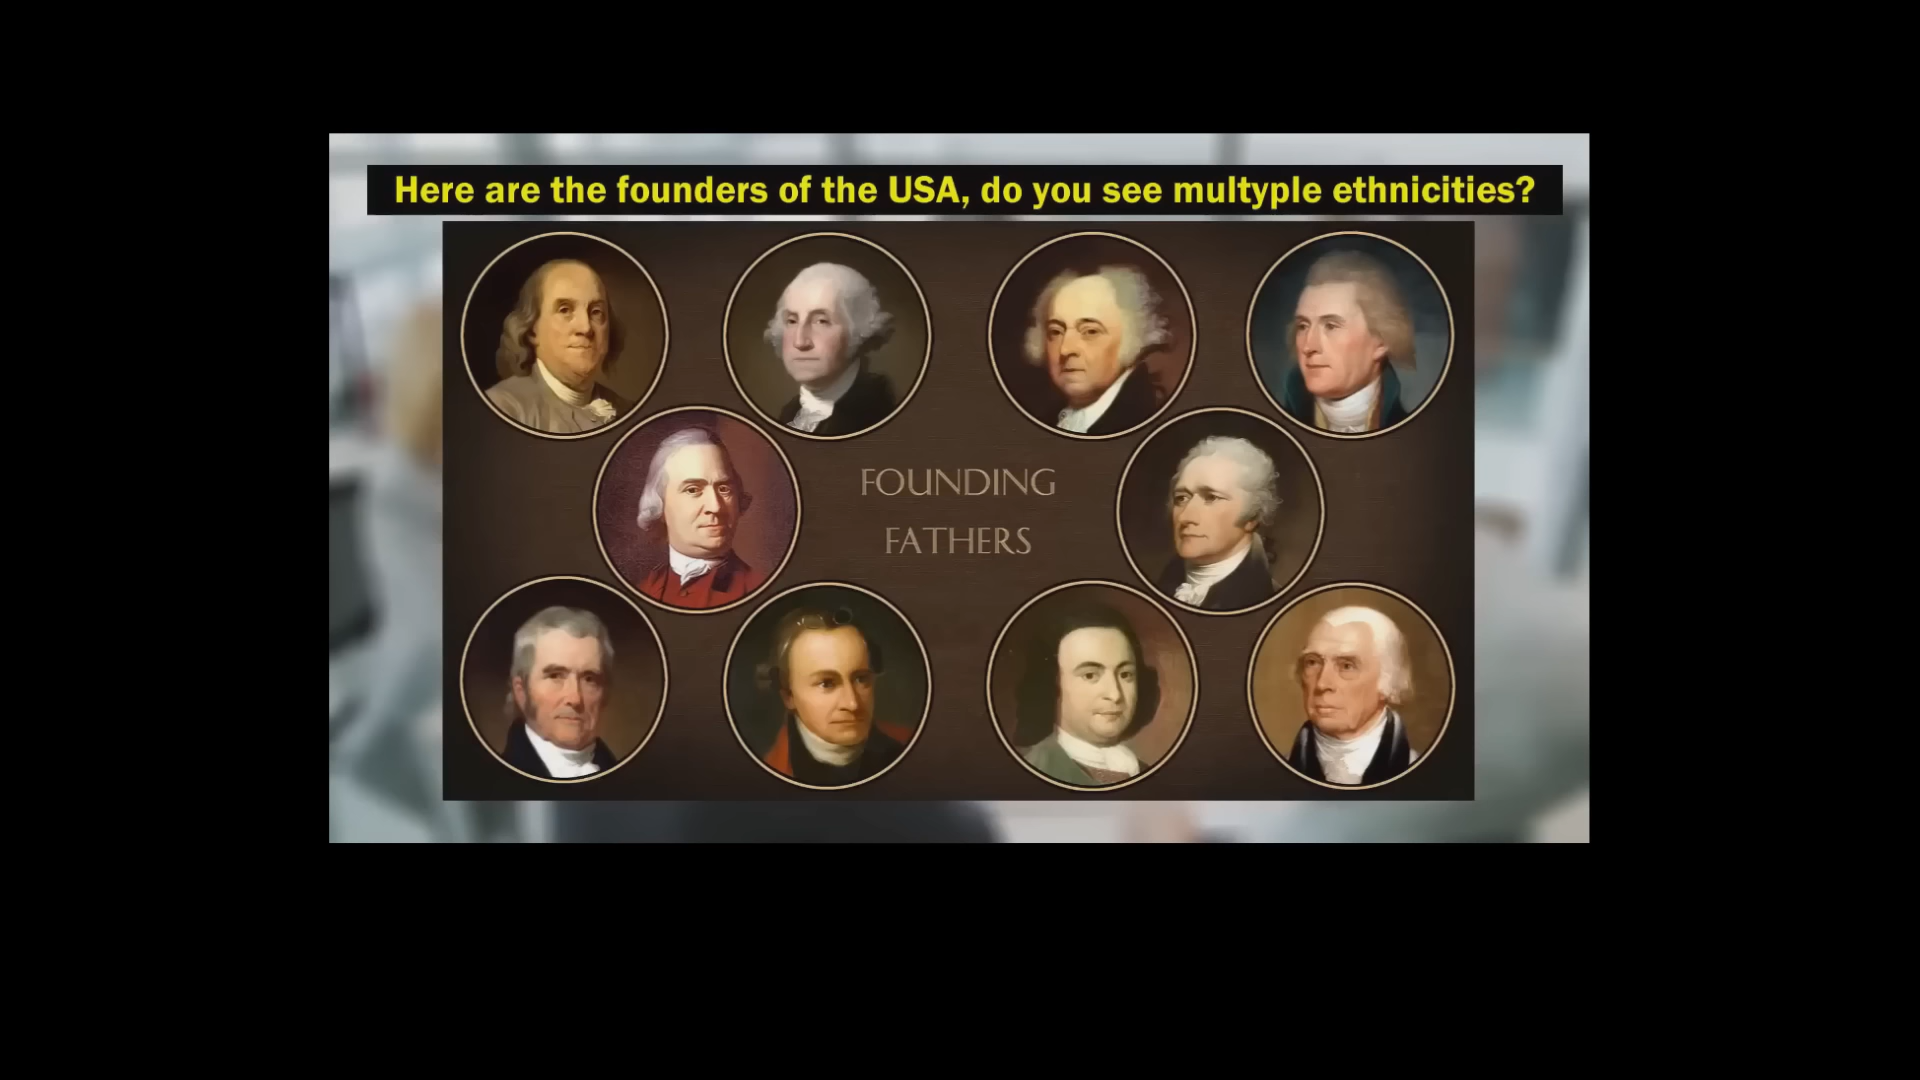 Here are the founders of the USA, do you see multyple ethnicities?
FOUNDING
FATHERS